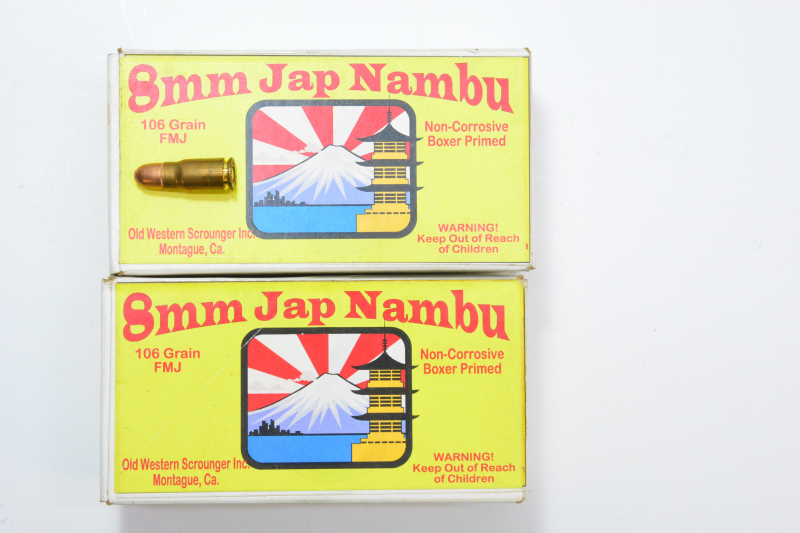 8mm Jap Nambu
106 Grain
FMJ
Non-Corrosive
Boxer Primed
Old Western Scrounger Inc.
Montague, Ca.
WARNING!
Keep Out of Reach
of Children
8mm Jap Nambu
106 Grain
FMJ
Non-Corrosive
Boxer Primed
Old Western Scrounger Inc.
Montague, Ca.
WARNING!
Keep Out of Reach
of Children